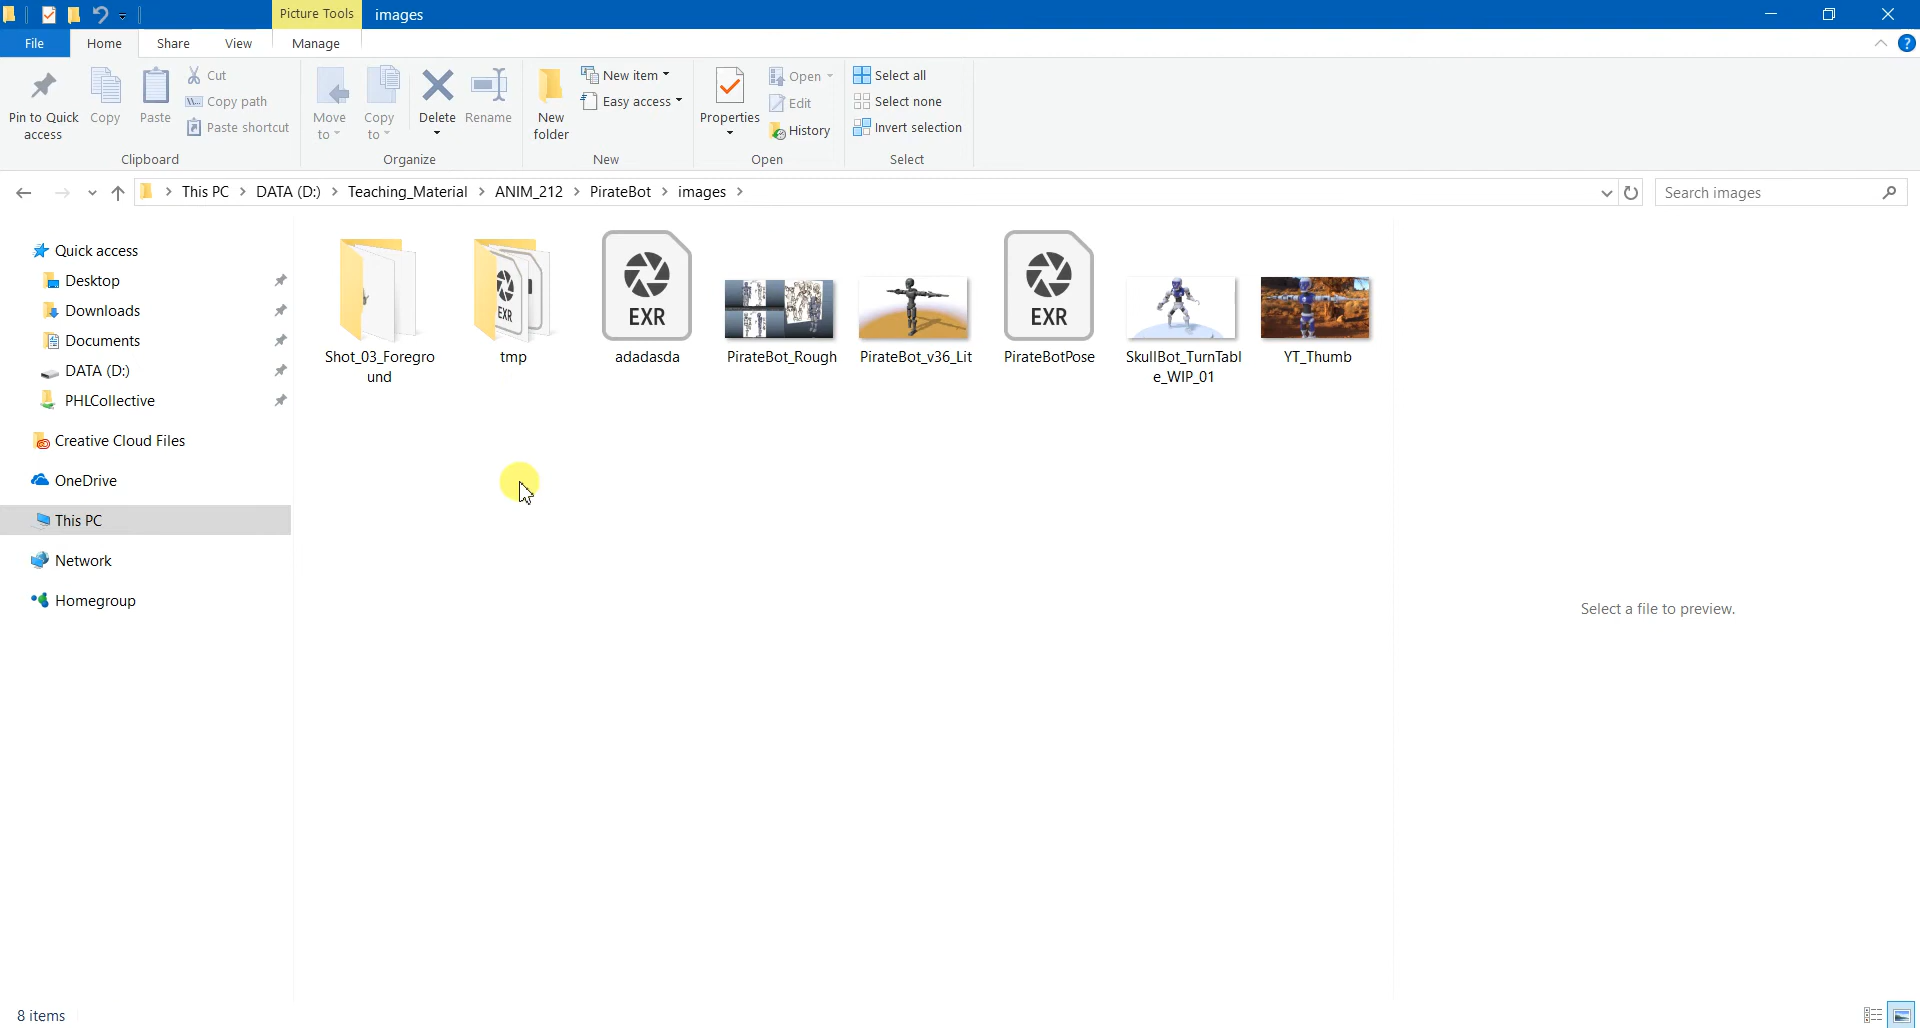 Picture Tools
images
File
Home
Share
View
Manage
Pin to Quick
access
Copy
Paste
Cut
Copy path
Paste shortcut
Clipboard
Move
to
Copy
to
Delete
Rename
Organize
New
folder
New item
Easy access
New
Properties
Open
Edit
History
Open
Select all
Select none
Invert selection
Select
This PC > DATA (D:) > Teaching_Material > ANIM_212 > PirateBot > images >
Search images
Quick access
Desktop
Downloads
Documents
DATA (D:)
PHLCollective
Creative Cloud Files
OneDrive
This PC
Network
Homegroup
Shot_03_Foregro
und
EXR
tmp
EXR
adadasda
PirateBot_Rough
PirateBot_v36_Lit
EXR
PirateBotPose
SkullBot_TurnTabl
e_WIP_01
YT_Thumb
Select a file to preview.
8 items